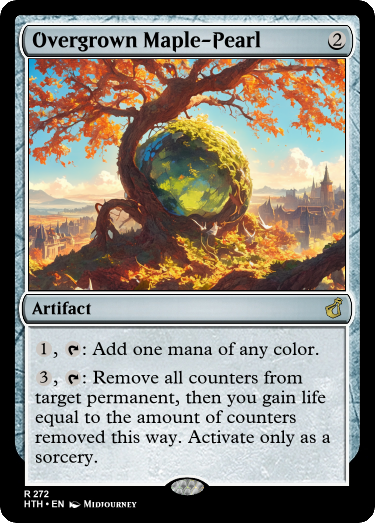 Overgrown Maple-Pearl 2
Artifact
1, : Add one mana of any color.
3, : Remove all counters from
target permanent, then you gain life
equal to the amount of counters
removed this way. Activate only as a
sorcery.
R 272
HTH • EN Midjourney